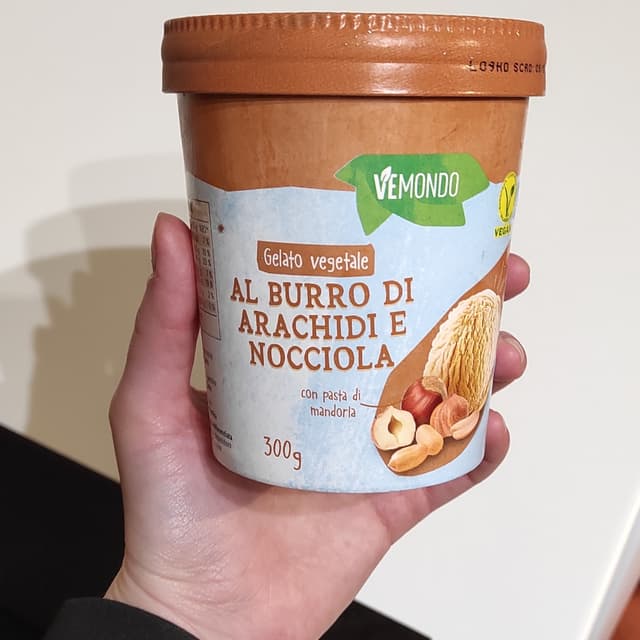 VEMONDO
VEGAN
Gelato vegetale
AL BURRO DI
ARACHIDI E
NOCCIOLA
con pasta di
mandorla
300g